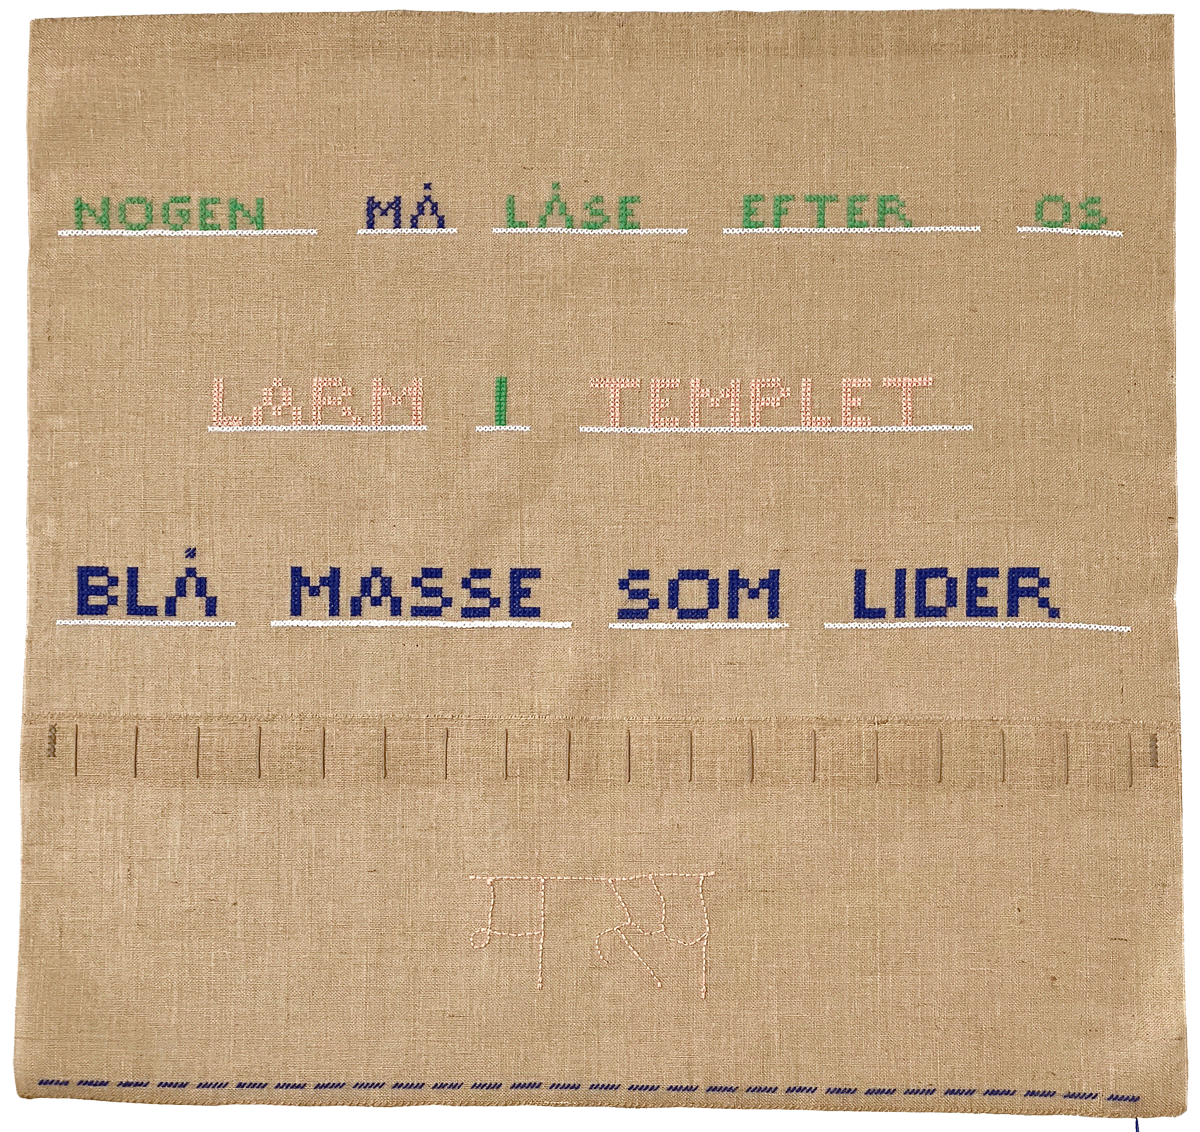 NOGEN MÅ LÅSE EFTER OS
LARM I TEMPLET
BLÅ MASSE SOM LIDER